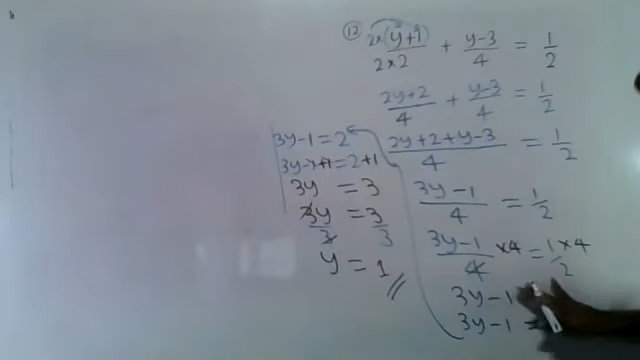 (13) 2×(y+1)/2×2 + y-3/4 = 1/2
2y+2/4 + y-3/4 = 1/2
2y+2+y-3/4 = 1/2
3y-1/4 = 1/2
3y-1/4 ×4 = 1×4/2
3y-1
3y-1 =
3y-1=2
3y-1+1=2+1
3y = 3
3y/3 = 3/3
y = 1